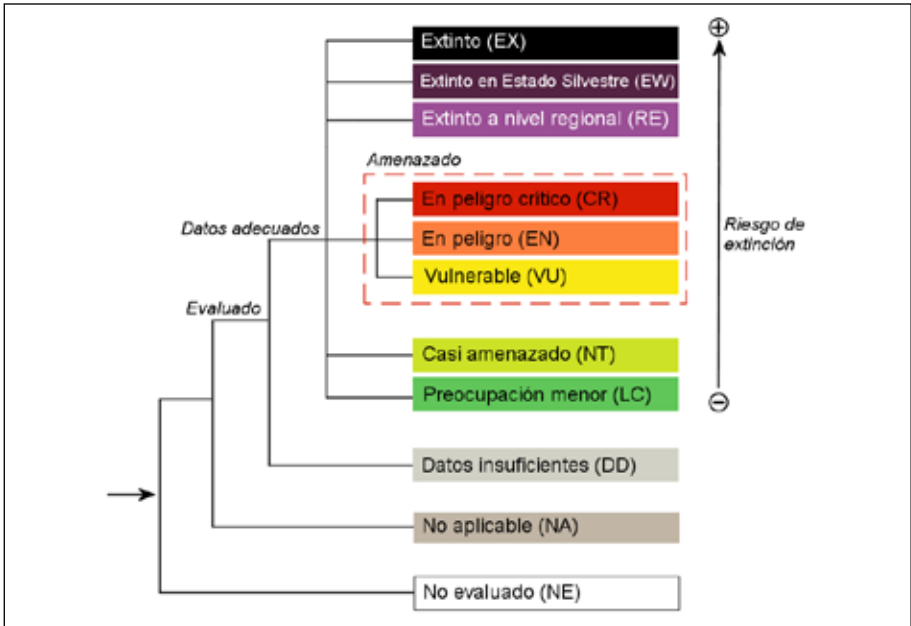 Extinto (EX)
Extinto en Estado Silvestre (EW)
Extinto a nivel regional (RE)
Amenazado
En peligro crítico (CR)
Datos adecuados
En peligro (EN)
Riesgo de
extinción
Vulnerable (VU)
Evaluado
Casi amenazado (NT)
Preocupación menor (LC)
Datos insuficientes (DD)
No aplicable (NA)
No evaluado (NE)